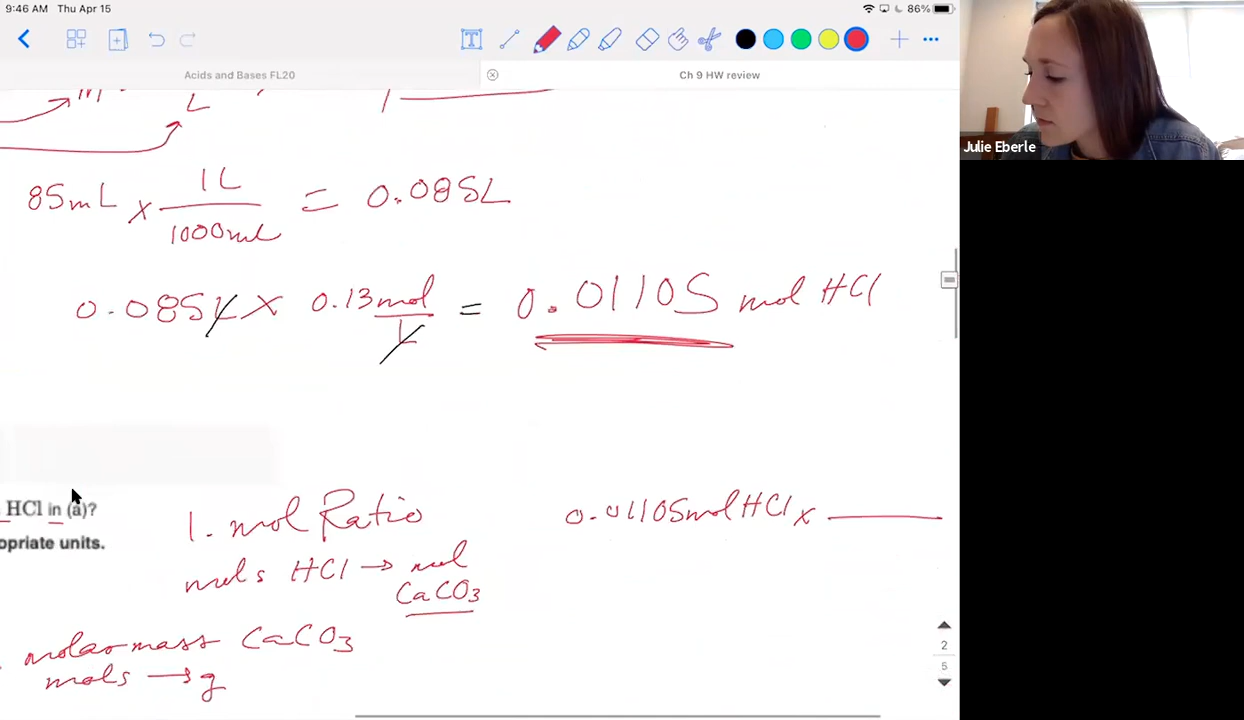 9:46 AM Thu Apr 15
86%
Acids and Bases FL20
Ch 9 HW review
Julie Eberle
M
L
85mL x 1L / 1000mL = 0.085L
0.085L x 0.13mol / L = 0.01105 mol HCl
HCl in (a)?
opriate units.
1. mol Ratio
mols HCl → mol
CaCO3
0.01105mol HCl x
molar mass CaCO3
mols → g
2
5